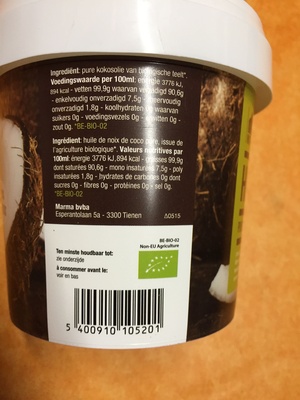 Ingrediënt: pure kokosolie van biologische teelt*.
Voedingswaarde per 100ml: energie 3776 kJ,
894 kcal - vetten 99,9g waarvan verzadigd 90,6g
- enkelvoudig onverzadigd 7,5g - meervoudig
onverzadigd 1,8g - koolhydraten 0g waarvan
suikers 0g - voedingsvezels 0g - eiwitten 0g -
zout 0g. *BE-BIO-02
Ingrédient: huile de noix de coco pure, issue de
l'agriculture biologique*. Valeurs nutritives par
100ml: énergie 3776 KJ,894 kcal - graisses 99,9g
dont saturées 90,6g - mono insaturées 7,5g - poly
insaturées 1,8g - hydrates de carbones 0g dont
sucres 0g - fibres 0g - protéines 0g - sel 0g.
*BE-BIO-02
Marma bvba
Esperantolaan 5a - 3300 Tienen
Δ0515
BE-BIO-02
Non-EU Agriculture
Ten minste houdbaar tot:
zie onderzijde
à consommer avant le:
voir en bas
5 400910 105201